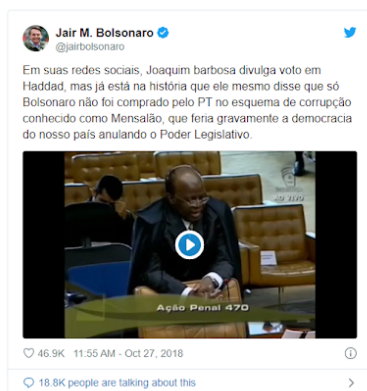 Jair M. Bolsonaro
@jairbolsonaro
Em suas redes sociais, Joaquim barbosa divulga voto em
Haddad, mas já está na história que ele mesmo disse que só
Bolsonaro não foi comprado pelo PT no esquema de corrupção
conhecido como Mensalão, que feria gravamente a democracia
do nosso país anulando o Poder Legislativo.
AO VIVO
Ação Penal 470
46.9K 11:55 AM - Oct 27, 2018
18.8K people are talking about this